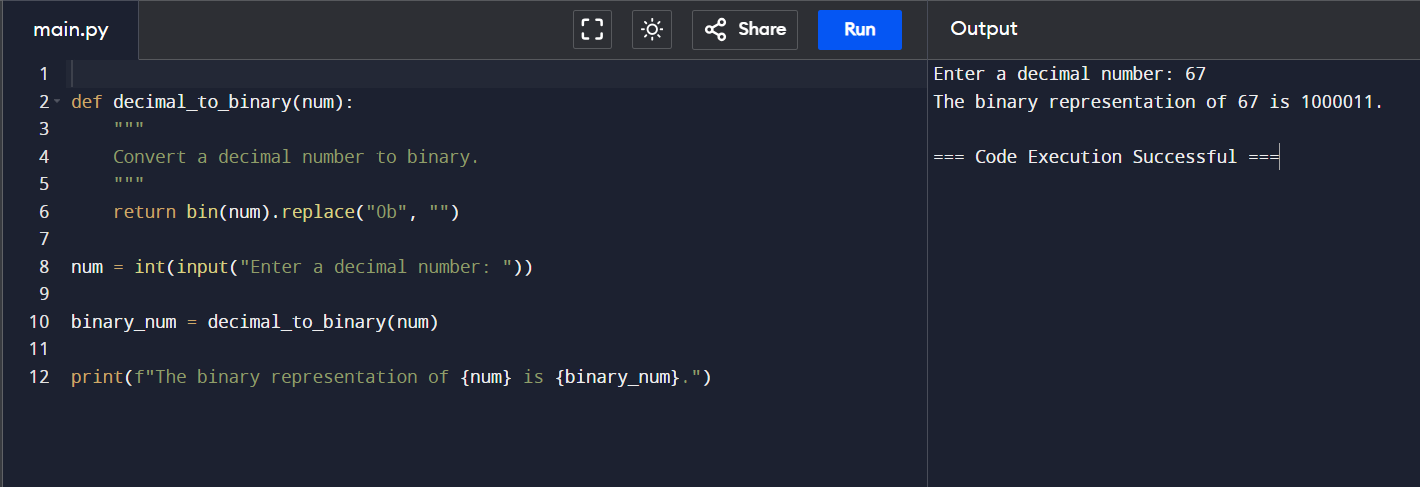 main.py
Share
Run
Output
1
2 def decimal_to_binary(num):
3     """
4     Convert a decimal number to binary.
5     """
6     return bin(num).replace("0b", "")
7
8 num = int(input("Enter a decimal number: "))
9
10 binary_num = decimal_to_binary(num)
11
12 print(f"The binary representation of {num} is {binary_num}.")
Enter a decimal number: 67
The binary representation of 67 is 1000011.
=== Code Execution Successful ===